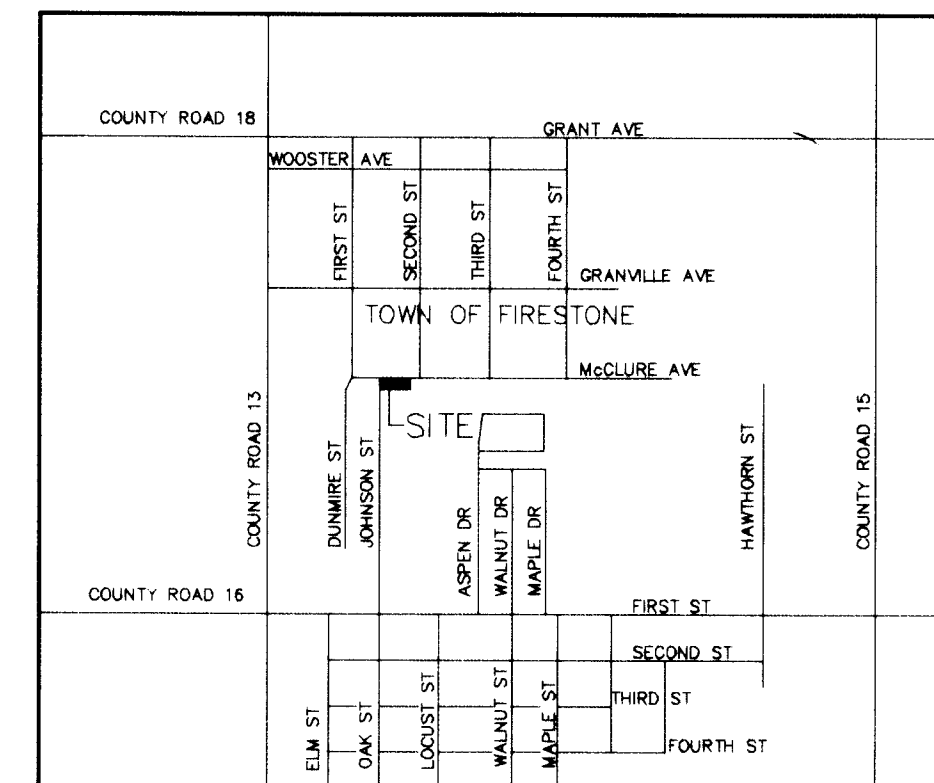 COUNTY ROAD 18
GRANT AVE
WOOSTER AVE
FIRST ST
SECOND ST
THIRD ST
FOURTH ST
GRANVILLE AVE
TOWN OF FIRESTONE
McCLURE AVE
SITE
COUNTY ROAD 13
DUNMIRE ST
JOHNSON ST
ASPEN DR
WALNUT DR
MAPLE DR
HAWTHORN ST
COUNTY ROAD 15
COUNTY ROAD 16
FIRST ST
SECOND ST
THIRD ST
FOURTH ST
ELM ST
OAK ST
LOCUST ST
WALNUT ST
MAPLE ST